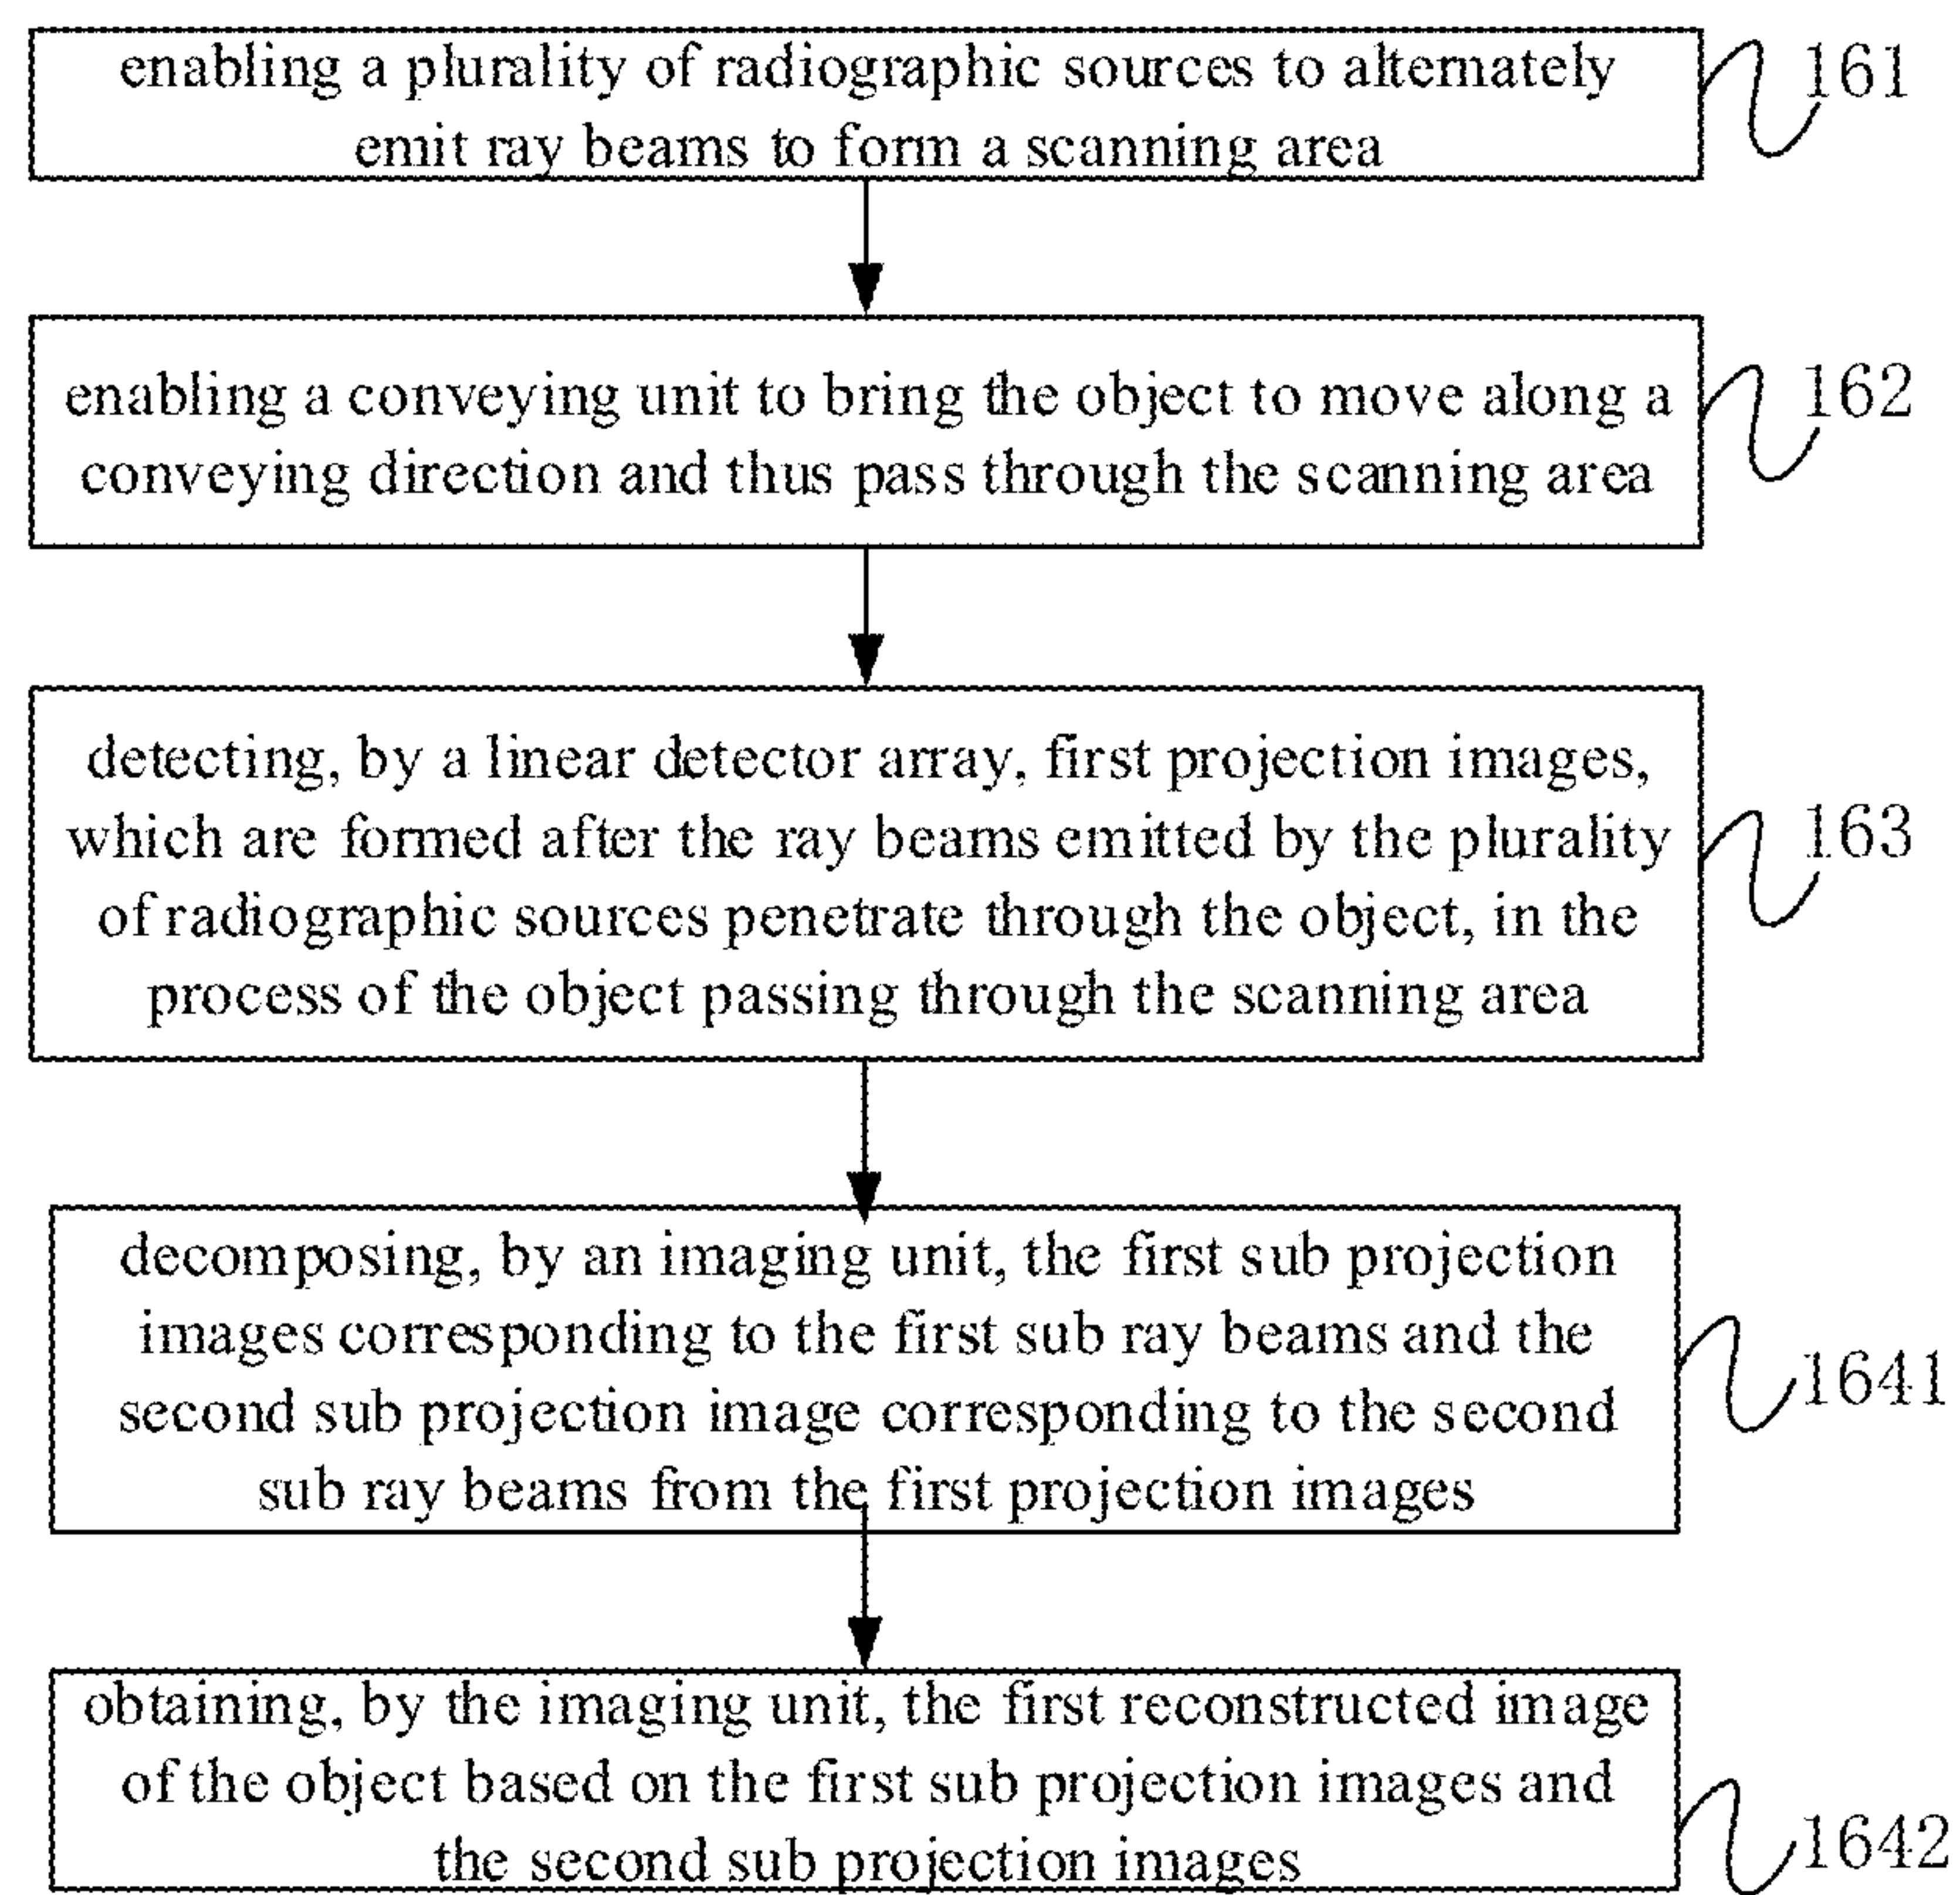 enabling a plurality of radiographic sources to alternately
emit ray beams to form a scanning area
161
enabling a conveying unit to bring the object to move along a
conveying direction and thus pass through the scanning area
162
detecting, by a linear detector array, first projection images,
which are formed after the ray beams emitted by the plurality
of radiographic sources penetrate through the object, in the
process of the object passing through the scanning area
163
decomposing, by an imaging unit, the first sub projection
images corresponding to the first sub ray beams and the
second sub projection image corresponding to the second
sub ray beams from the first projection images
1641
obtaining, by the imaging unit, the first reconstructed image
of the object based on the first sub projection images and
the second sub projection images
1642